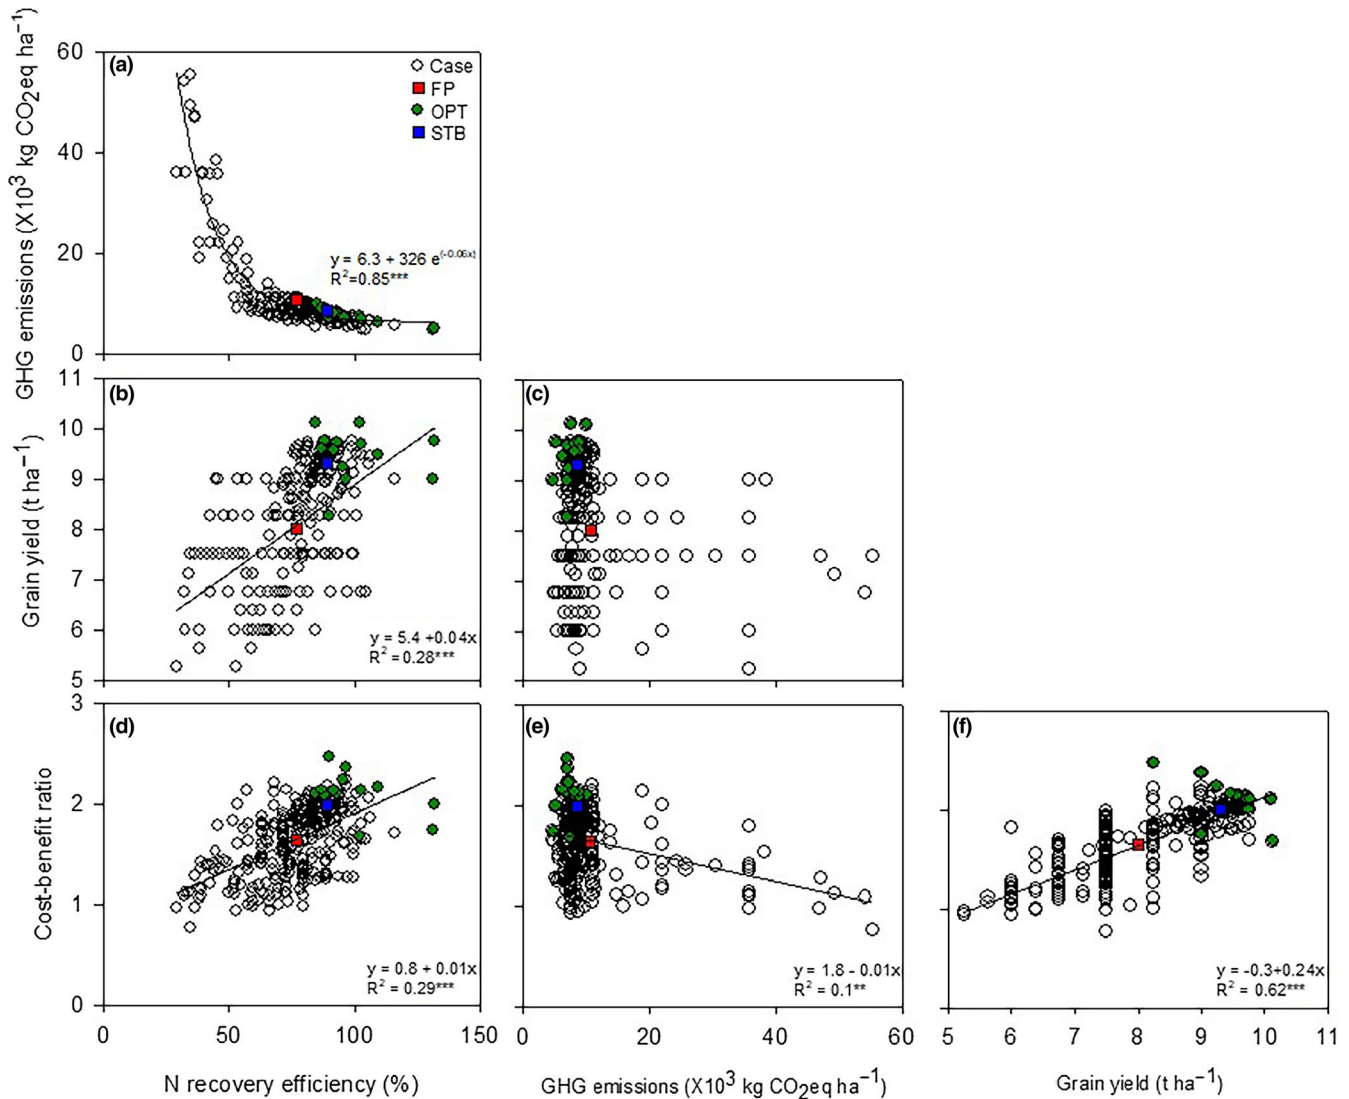 GHG emissions (X10³ kg CO₂eq ha⁻¹)
60
40
20
0
(a)
Case
FP
OPT
STB
y = 6.3 + 326 e(-0.06x)
R²=0.85***
Grain yield (t ha⁻¹)
11
10
9
8
7
6
5
(b)
y = 5.4 +0.04x
R² = 0.28***
(c)
Cost-benefit ratio
3
2
1
0
(d)
y = 0.8 + 0.01x
R² = 0.29***
0 50 100 150
N recovery efficiency (%)
(e)
y = 1.8 - 0.01x
R² = 0.1**
0 20 40 60
GHG emissions (X10³ kg CO₂eq ha⁻¹)
(f)
y = -0.3+0.24x
R² = 0.62***
5 6 7 8 9 10 11
Grain yield (t ha⁻¹)